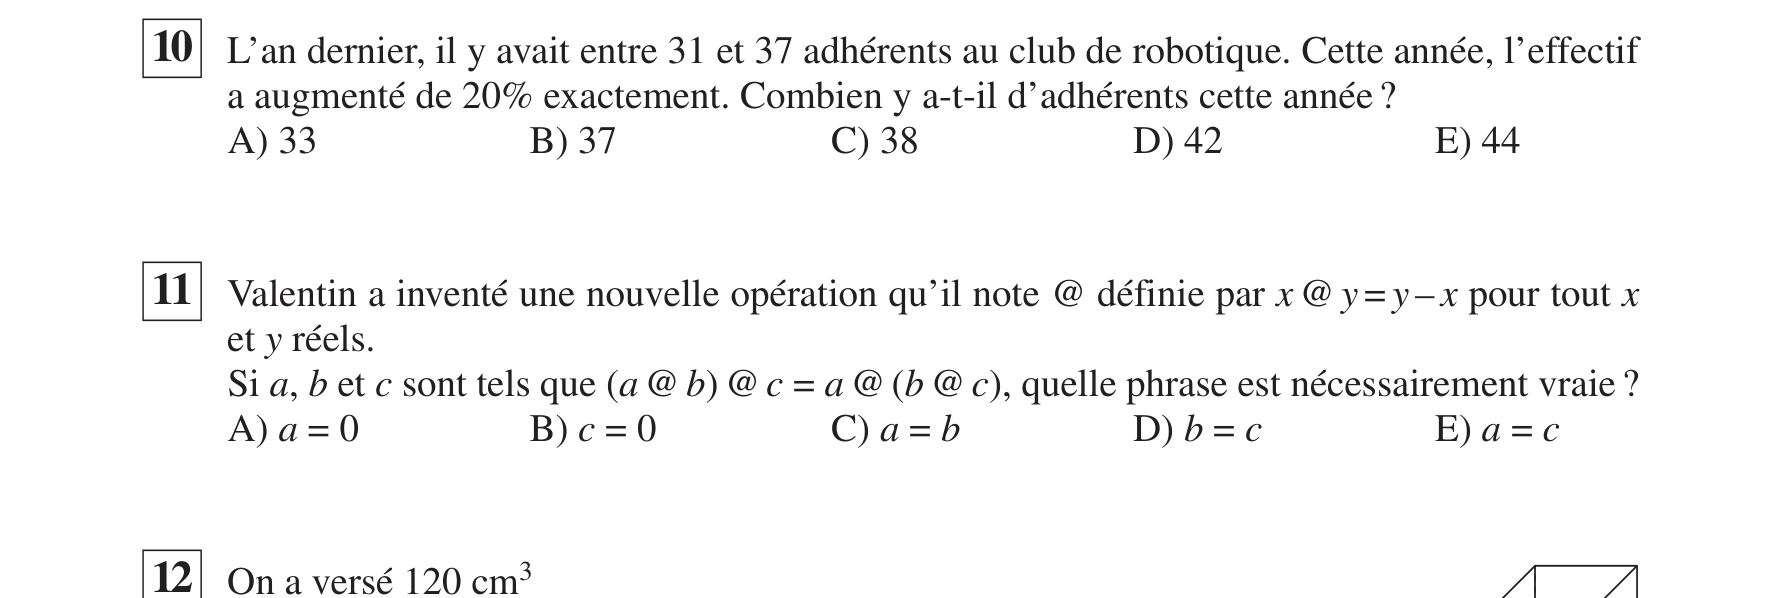 10 L’an dernier, il y avait entre 31 et 37 adhérents au club de robotique. Cette année, l’effectif
a augmenté de 20% exactement. Combien y a-t-il d’adhérents cette année ?
A) 33 B) 37 C) 38 D) 42 E) 44
11 Valentin a inventé une nouvelle opération qu’il note @ définie par x @ y = y – x pour tout x
et y réels.
Si a, b et c sont tels que (a @ b) @ c = a @ (b @ c), quelle phrase est nécessairement vraie ?
A) a = 0 B) c = 0 C) a = b D) b = c E) a = c
12 On a versé 120 cm³